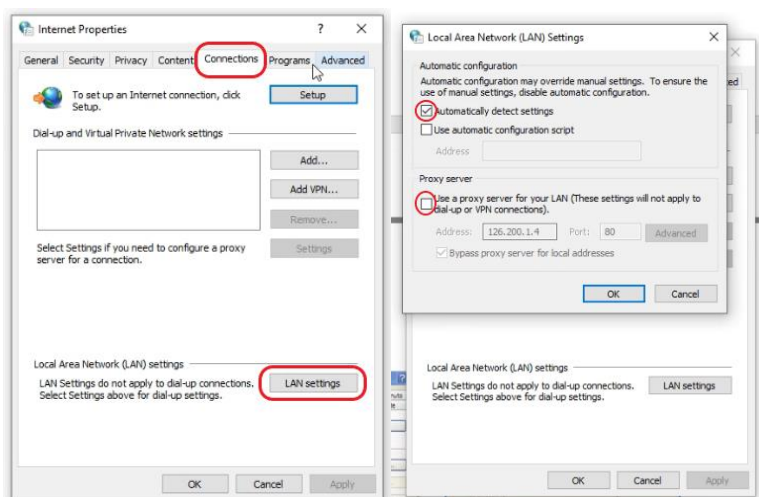 Internet Properties
?
General Security Privacy Content Connections Programs Advanced
To set up an Internet connection, click
Setup.
Setup
Dial-up and Virtual Private Network settings
Add...
Add VPN...
Remove...
Select Settings if you need to configure a proxy
server for a connection.
Settings
Local Area Network (LAN) settings
LAN Settings do not apply to dial-up connections.
Select Settings above for dial-up settings.
LAN settings
OK Cancel Apply
Local Area Network (LAN) Settings
Automatic configuration
Automatic configuration may override manual settings. To ensure the
use of manual settings, disable automatic configuration.
Automatically detect settings
Use automatic configuration script
Address
Proxy server
Use a proxy server for your LAN (These settings will not apply to
dial-up or VPN connections).
Address: 126.200.1.4 Port: 80 Advanced
Bypass proxy server for local addresses
OK Cancel
Local Area Network (LAN) settings
LAN Settings do not apply to dial-up connections.
Select Settings above for dial-up settings.
LAN settings
OK Cancel Apply